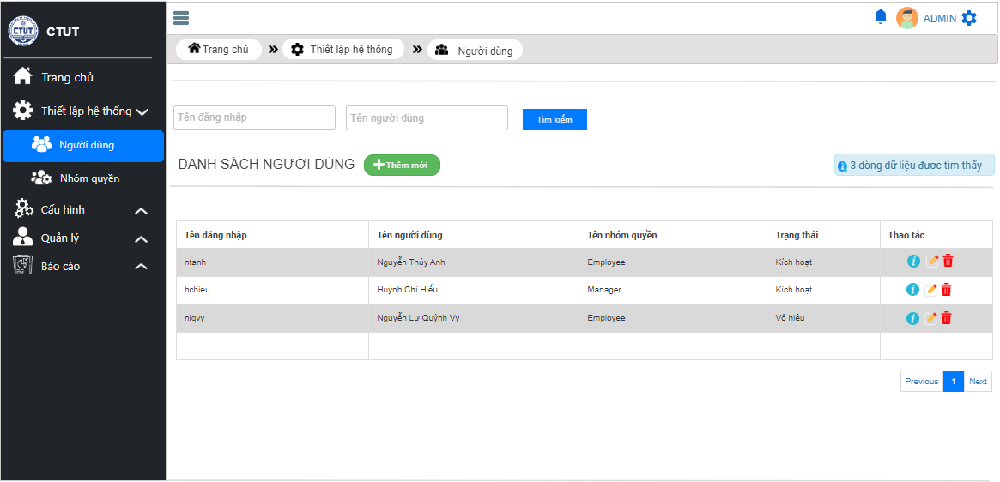 CTUT
CTUT
ADMIN
Trang chủ
Thiết lập hệ thống
Người dùng
Trang chủ
Thiết lập hệ thống
Người dùng
Nhóm quyền
Cấu hình
Quản lý
Báo cáo
Tên đăng nhập
Tên người dùng
Tìm kiếm
DANH SÁCH NGƯỜI DÙNG
Thêm mới
3 dòng dữ liệu đươc tìm thấy
Tên đăng nhập Tên người dùng Tên nhóm quyền Trạng thái Thao tác
ntanh Nguyễn Thúy Anh Employee Kích hoạt
hchieu Huỳnh Chí Hiếu Manager Kích hoạt
nlqvy Nguyễn Lư Quỳnh Vy Employee Vô hiệu
Previous 1 Next